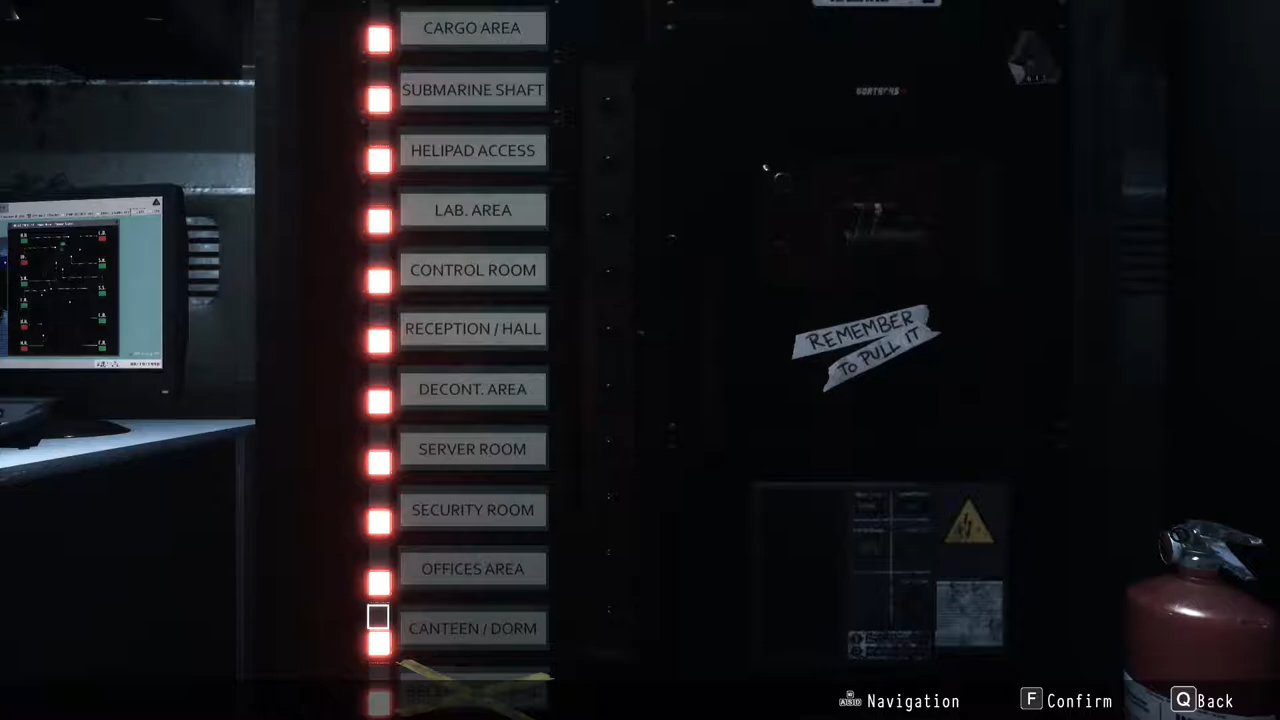 CARGO AREA
SUBMARINE SHAFT
HELIPAD ACCESS
LAB. AREA
CONTROL ROOM
RECEPTION / HALL
DECONT. AREA
SERVER ROOM
SECURITY ROOM
OFFICES AREA
CANTEEN / DORM
REMEMBER
TO PULL IT
Navigation
F Confirm
Q Back